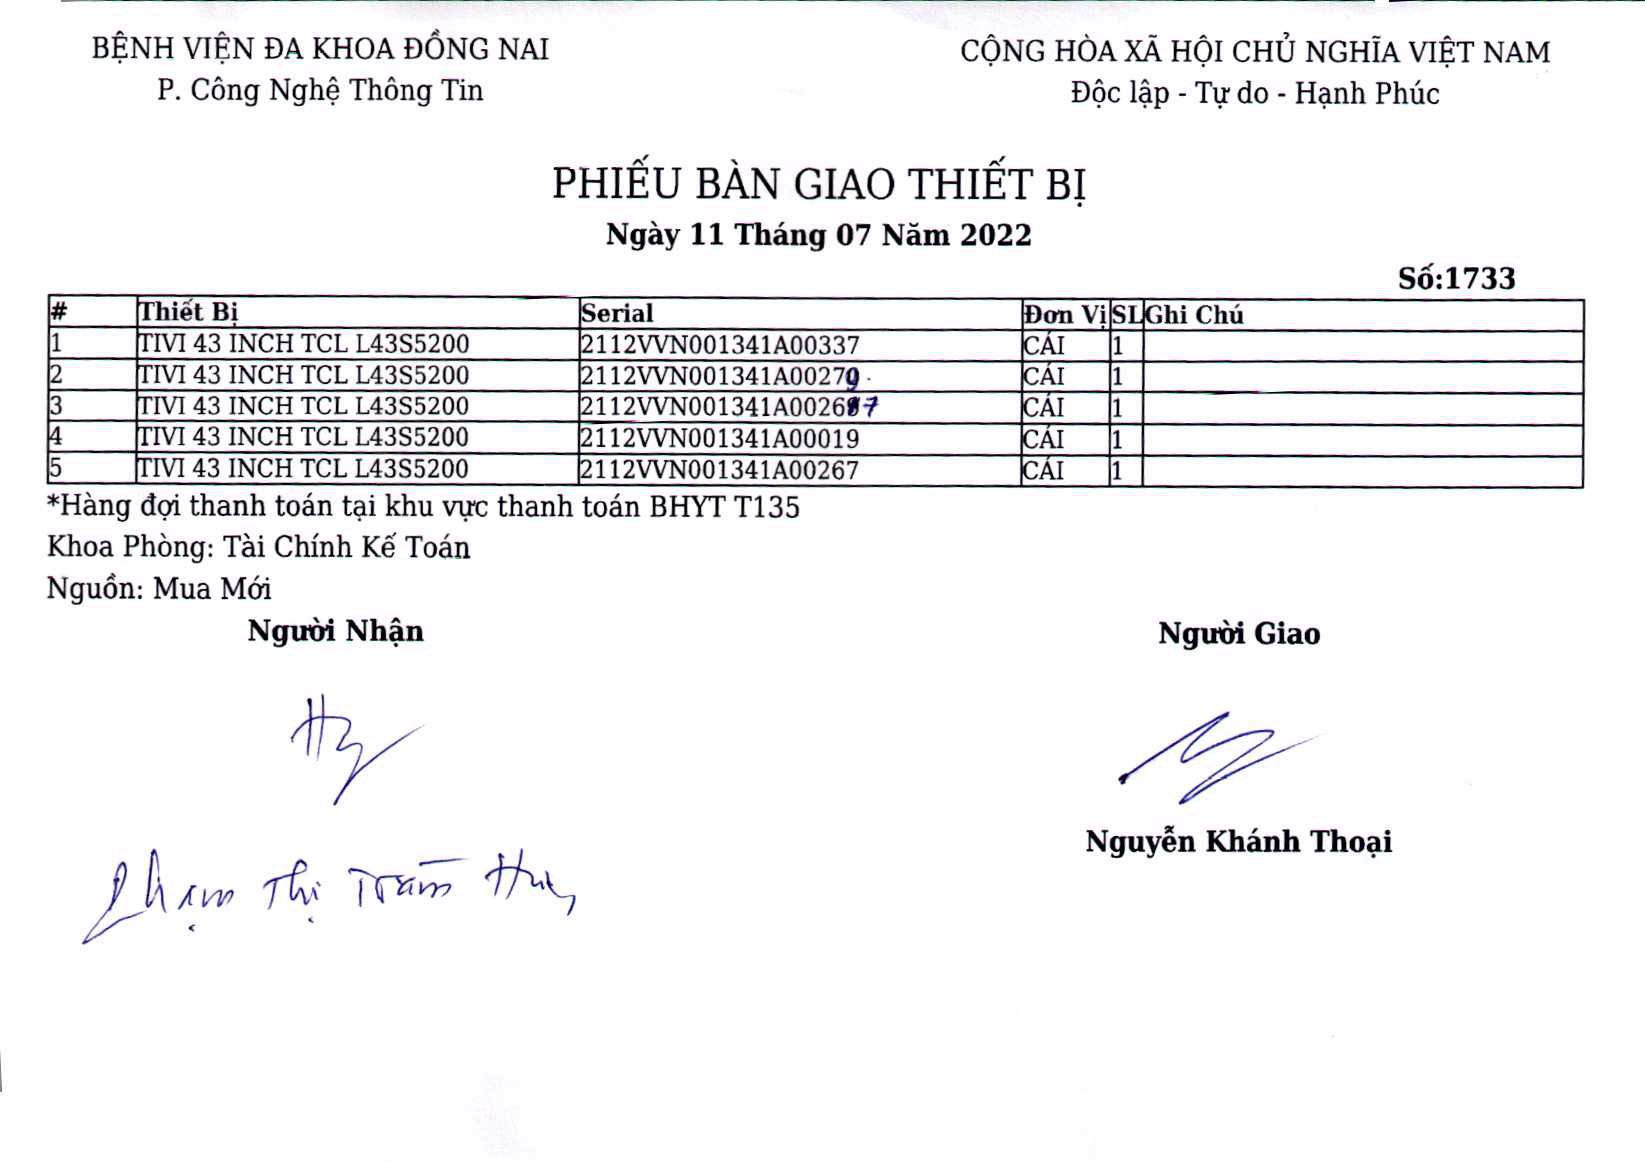 BỆNH VIỆN ĐA KHOA ĐỒNG NAI
P. Công Nghệ Thông Tin
CỘNG HÒA XÃ HỘI CHỦ NGHĨA VIỆT NAM
Độc lập - Tự do - Hạnh Phúc
PHIẾU BÀN GIAO THIẾT BỊ
Ngày 11 Tháng 07 Năm 2022
Số:1733
# Thiết Bị Serial Đơn Vị SL Ghi Chú
1 TIVI 43 INCH TCL L43S5200 2112VVN001341A00337 CÁI 1
2 TIVI 43 INCH TCL L43S5200 2112VVN001341A00279 CÁI 1
3 TIVI 43 INCH TCL L43S5200 CÁI 1
4 TIVI 43 INCH TCL L43S5200 2112VVN001341A00019 CÁI 1
5 TIVI 43 INCH TCL L43S5200 2112VVN001341A00267 CÁI 1
*Hàng đợi thanh toán tại khu vực thanh toán BHYT T135
Khoa Phòng: Tài Chính Kế Toán
Nguồn: Mua Mới
Người Nhận
Người Giao
Nguyễn Khánh Thoại
Phạm Thị Trầm